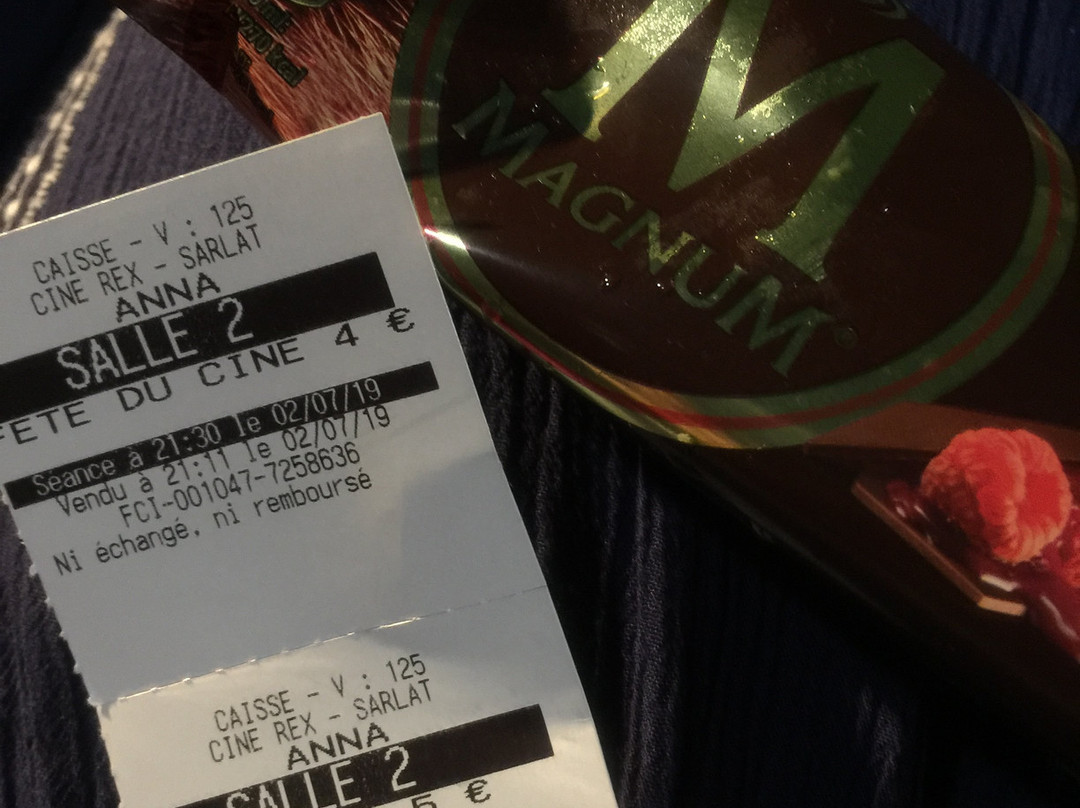 CAISSE - V : 125
CINE REX - SARLAT
ANNA
SALLE 2
FETE DU CINE 4 €
Séance à 21:30 le 02/07/19
Vendu à 21:11 le 02/07/19
FCI-001047-7258636
Ni échangé, ni remboursé
CAISSE - V : 125
CINE REX - SARLAT
ANNA
SALLE 2
€
M
MAGNUM®